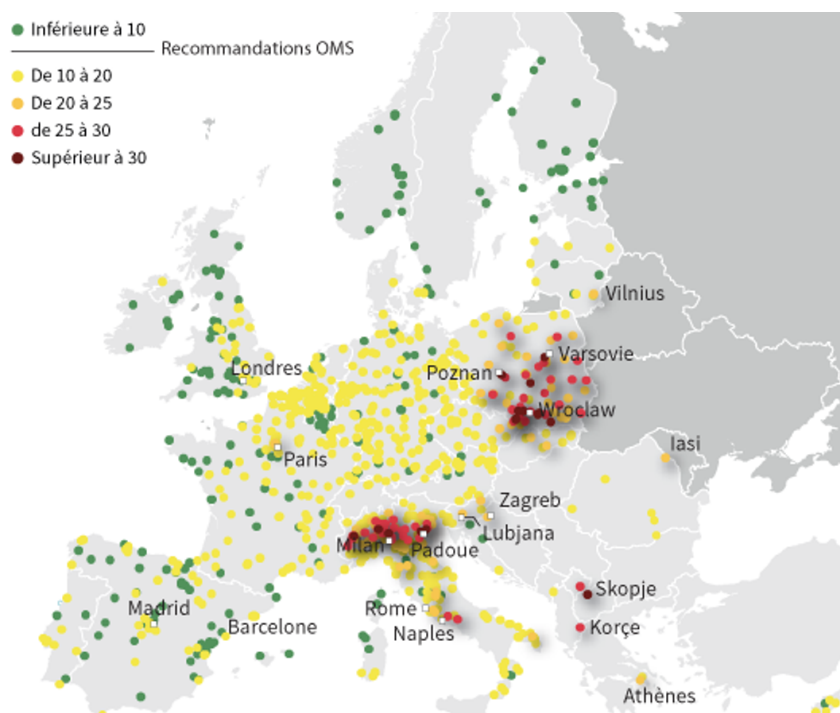 Inférieure à 10
Recommandations OMS
De 10 à 20
De 20 à 25
de 25 à 30
Supérieur à 30
Vilnius
Londres
Poznan
Varsovie
Wroclaw
Paris
Iasi
Zagreb
Lubjana
Milan
Padoue
Skopje
Madrid
Rome
Barcelone
Naples
Korçe
Athènes